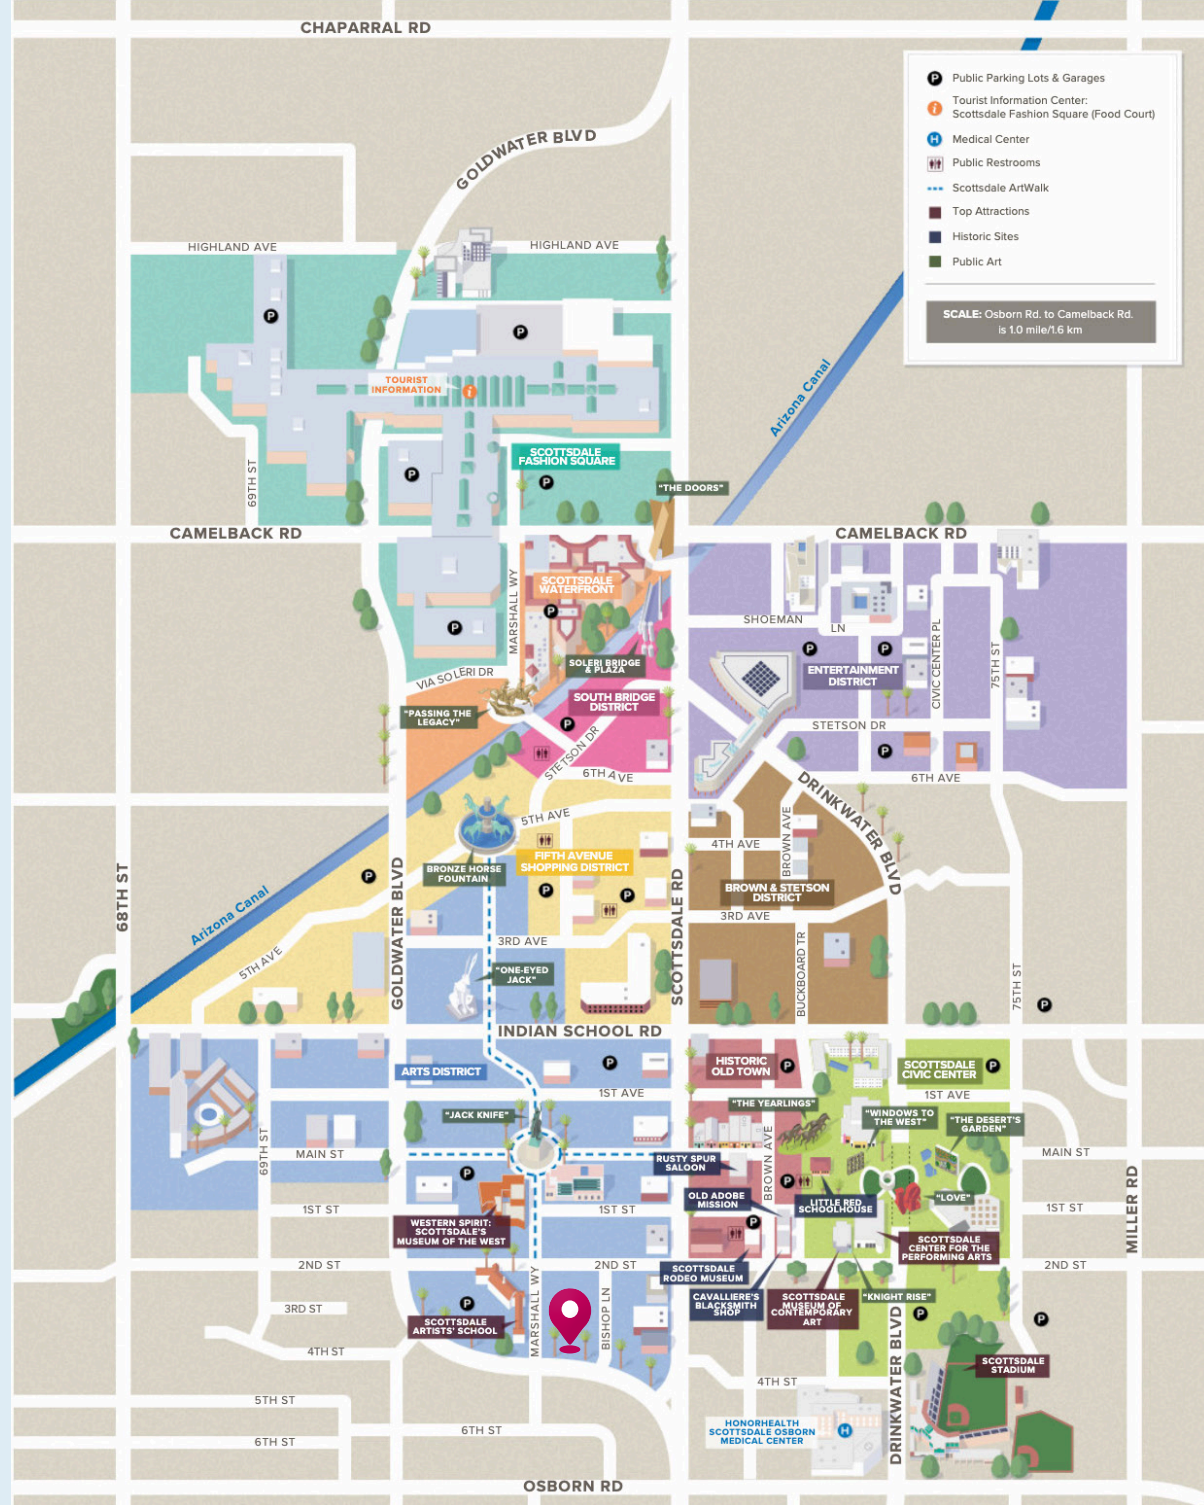 CHAPARRAL RD
GOLDWATER BLVD
P Public Parking Lots & Garages
i Tourist Information Center:
Scottsdale Fashion Square (Food Court)
H Medical Center
Public Restrooms
Scottsdale ArtWalk
Top Attractions
Historic Sites
Public Art
SCALE: Osborn Rd. to Camelback Rd.
is 1.0 mile/1.6 km
HIGHLAND AVE
HIGHLAND AVE
P
P
TOURIST
INFORMATION
i
Arizona Canal
SCOTTSDALE
FASHION SQUARE
P
P
69TH ST
"THE DOORS"
CAMELBACK RD
CAMELBACK RD
MARSHALL WY
SCOTTSDALE
WATERFRONT
P
P
SHOEMAN
LN
CIVIC CENTER PL
75TH ST
P
P
SOLERI BRIDGE
& PLAZA
ENTERTAINMENT
DISTRICT
VIA SOLERI DR
SOUTH BRIDGE
DISTRICT
"PASSING THE
LEGACY"
P
STETSON DR
STETSON DR
P
6TH AVE
6TH AVE
DRINKWATER BLVD
5TH AVE
4TH AVE
BROWN AVE
FIFTH AVENUE
SHOPPING DISTRICT
BRONZE HORSE
FOUNTAIN
P
P
P
BROWN & STETSON
DISTRICT
68TH ST
GOLDWATER BLVD
SCOTTSDALE RD
Arizona Canal
3RD AVE
3RD AVE
5TH AVE
"ONE-EYED
JACK"
BUCKBOARD TR
75TH ST
P
INDIAN SCHOOL RD
ARTS DISTRICT
P
HISTORIC
OLD TOWN
P
SCOTTSDALE
CIVIC CENTER
P
1ST AVE
1ST AVE
"JACK KNIFE"
"THE YEARLINGS"
"WINDOWS TO
THE WEST"
"THE DESERT'S
GARDEN"
69TH ST
MAIN ST
BROWN AVE
MAIN ST
RUSTY SPUR
SALOON
P
P
OLD ADOBE
MISSION
LITTLE RED
SCHOOLHOUSE
"LOVE"
1ST ST
1ST ST
1ST ST
MILLER RD
WESTERN SPIRIT:
SCOTTSDALE'S
MUSEUM OF THE WEST
P
SCOTTSDALE
CENTER FOR THE
PERFORMING ARTS
2ND ST
2ND ST
2ND ST
SCOTTSDALE
RODEO MUSEUM
MARSHALL WY
BISHOP LN
CAVALLIERE'S
BLACKSMITH
SHOP
SCOTTSDALE
MUSEUM OF
CONTEMPORARY
ART
"KNIGHT RISE"
3RD ST
P
P
P
SCOTTSDALE
ARTISTS' SCHOOL
DRINKWATER BLVD
4TH ST
SCOTTSDALE
STADIUM
4TH ST
5TH ST
HONORHEALTH
SCOTTSDALE OSBORN
MEDICAL CENTER
H
6TH ST
6TH ST
OSBORN RD